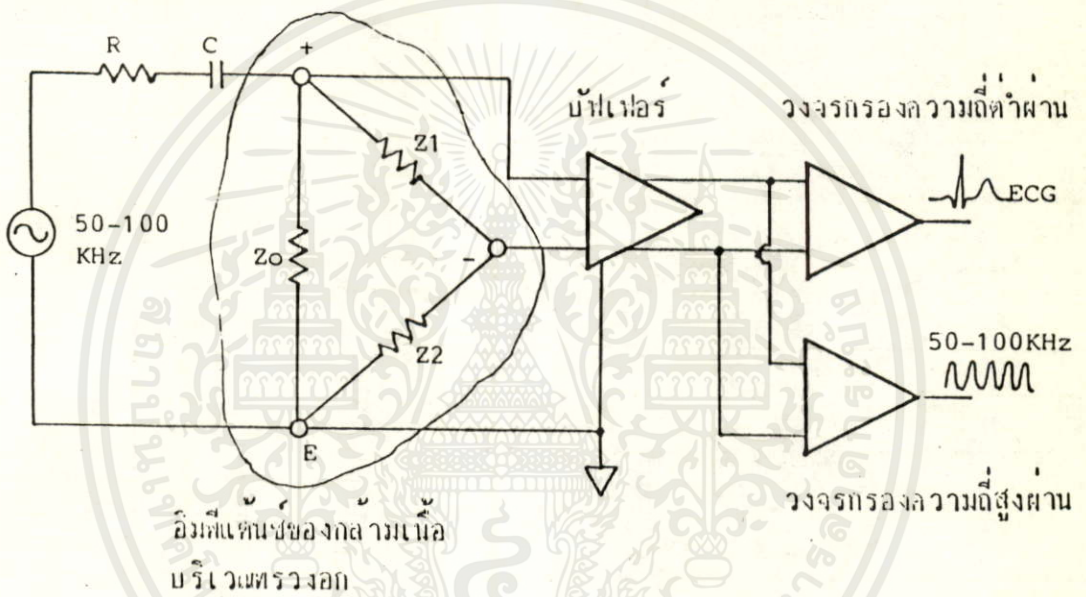 R
C
+
บัฟเฟอร์
วงจรกรองความถี่ต่ำผ่าน
Z1
ECG
50-100
KHz
Zo
-
Z2
50-100KHz
E
วงจรกรองความถี่สูงผ่าน
อิมพีแด้นซ์ของกล้ามเนื้อ
บริเวณทรวงอก